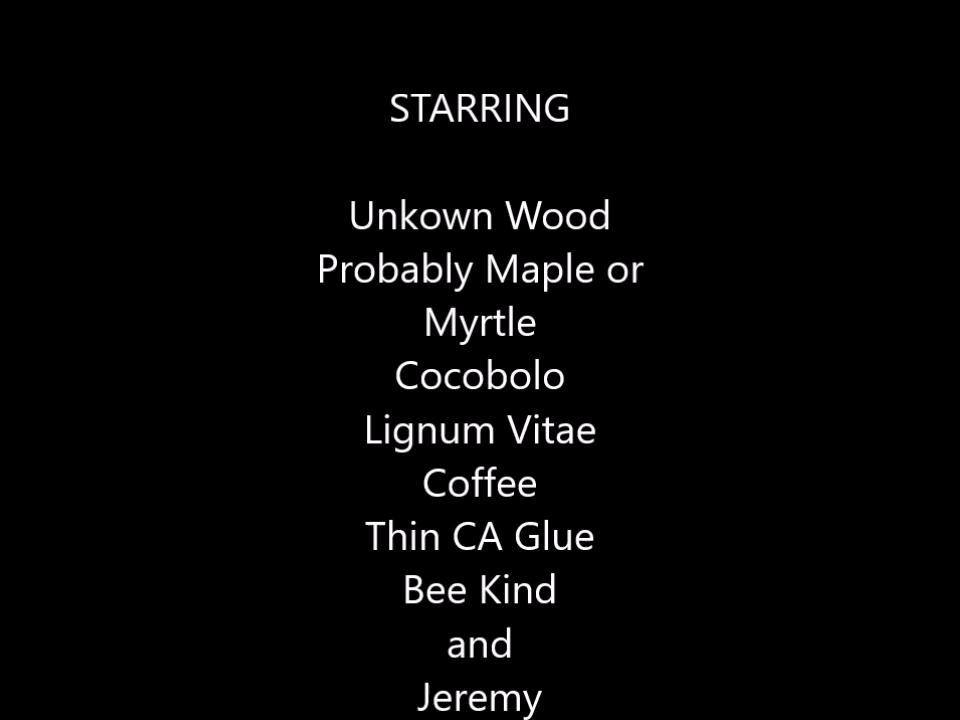 STARRING
Unkown Wood
Probably Maple or
Myrtle
Cocobolo
Lignum Vitae
Coffee
Thin CA Glue
Bee Kind
and
Jeremy